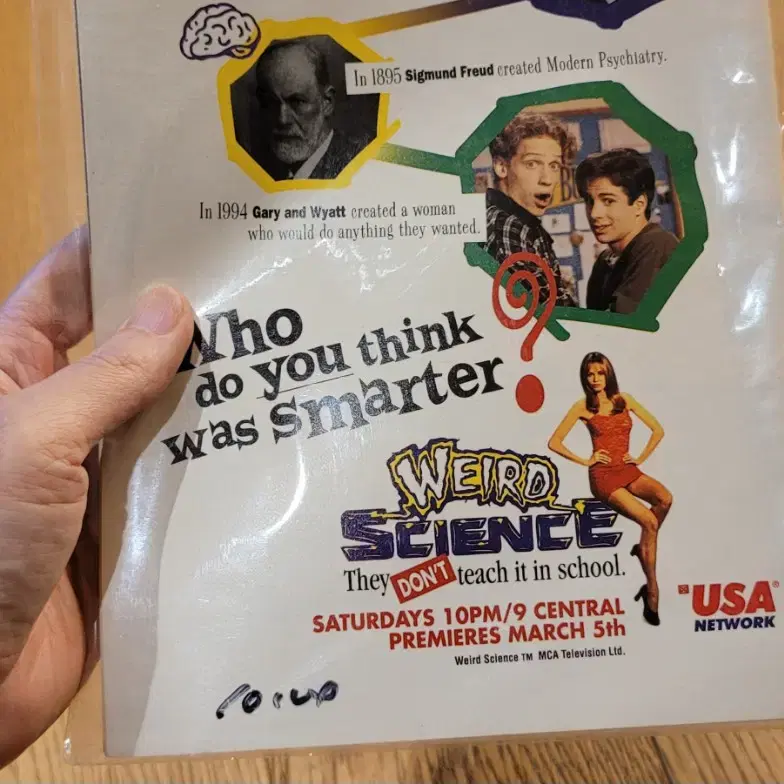 In 1895 Sigmund Freud created Modern Psychiatry.
In 1994 Gary and Wyatt created a woman
who would do anything they wanted.
Who
do you think
was smarter?
WEIRD
SCIENCE
They DON'T teach it in school.
SATURDAYS 10PM/9 CENTRAL
PREMIERES MARCH 5th
Weird Science TM MCA Television Ltd.
USA®
NETWORK